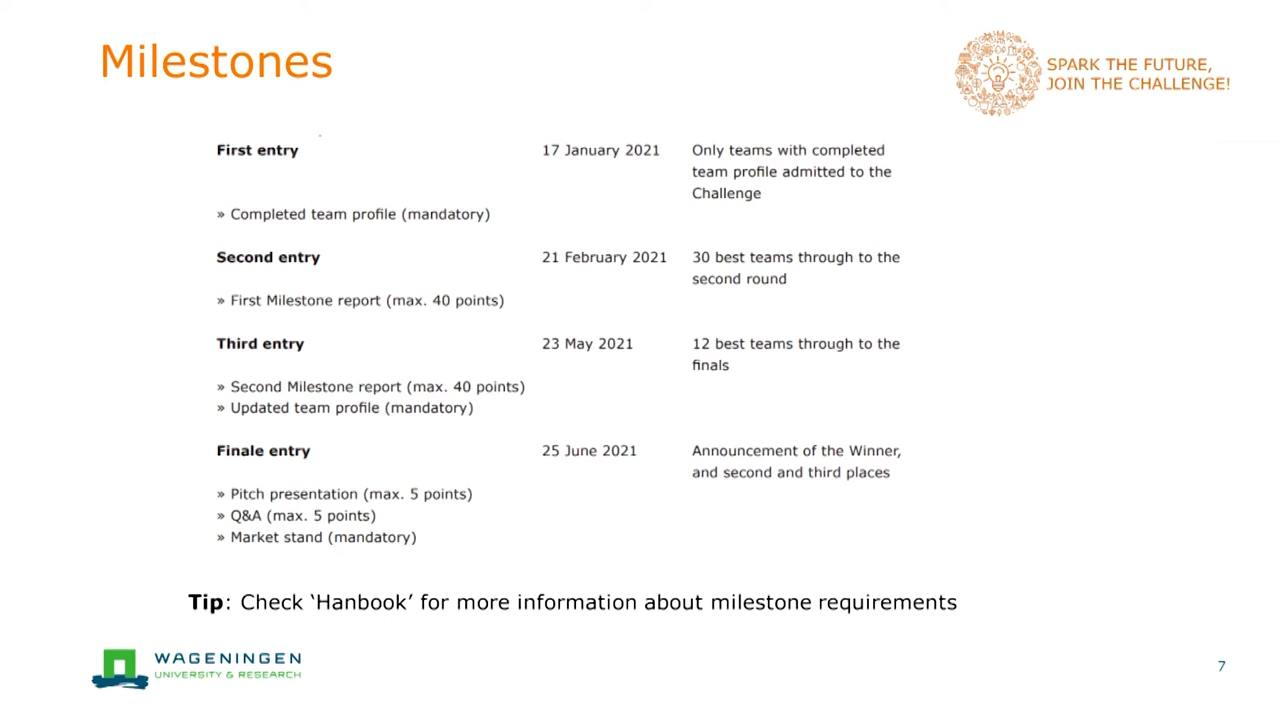 Milestones
SPARK THE FUTURE,
JOIN THE CHALLENGE!
First entry 17 January 2021 Only teams with completed
team profile admitted to the
Challenge
» Completed team profile (mandatory)
Second entry 21 February 2021 30 best teams through to the
second round
» First Milestone report (max. 40 points)
Third entry 23 May 2021 12 best teams through to the
finals
» Second Milestone report (max. 40 points)
» Updated team profile (mandatory)
Finale entry 25 June 2021 Announcement of the Winner,
and second and third places
» Pitch presentation (max. 5 points)
» Q&A (max. 5 points)
» Market stand (mandatory)
Tip: Check ‘Hanbook’ for more information about milestone requirements
WAGENINGEN
UNIVERSITY & RESEARCH
7